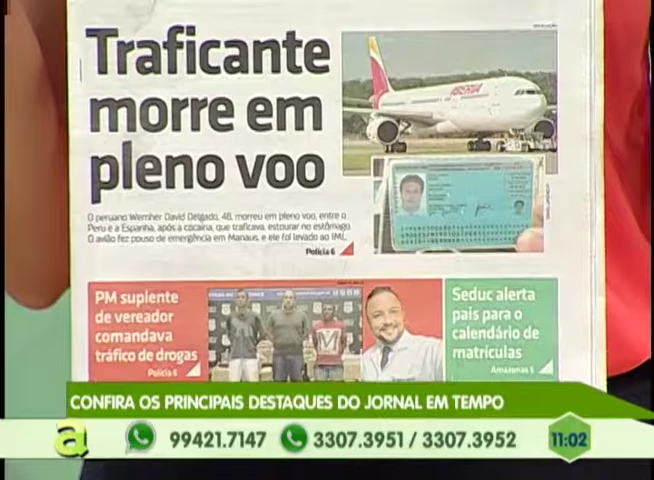 Traficante
morre em
pleno voo
IBERIA
O peruano Wernher David Delgado, 48, morreu em pleno voo, entre o
Peru e a Espanha, após a cocaína, que traficava, estourar no estômago.
O avião fez pouso de emergência em Manaus, e ele foi levado ao IML.
Polícia 6
PM suplente
de vereador
comandava
tráfico de drogas
Polícia 6
Seduc alerta
pais para o
calendário de
matrículas
Amazonas 5
CONFIRA OS PRINCIPAIS DESTAQUES DO JORNAL EM TEMPO
a 99421.7147 3307.3951 / 3307.3952 11:02